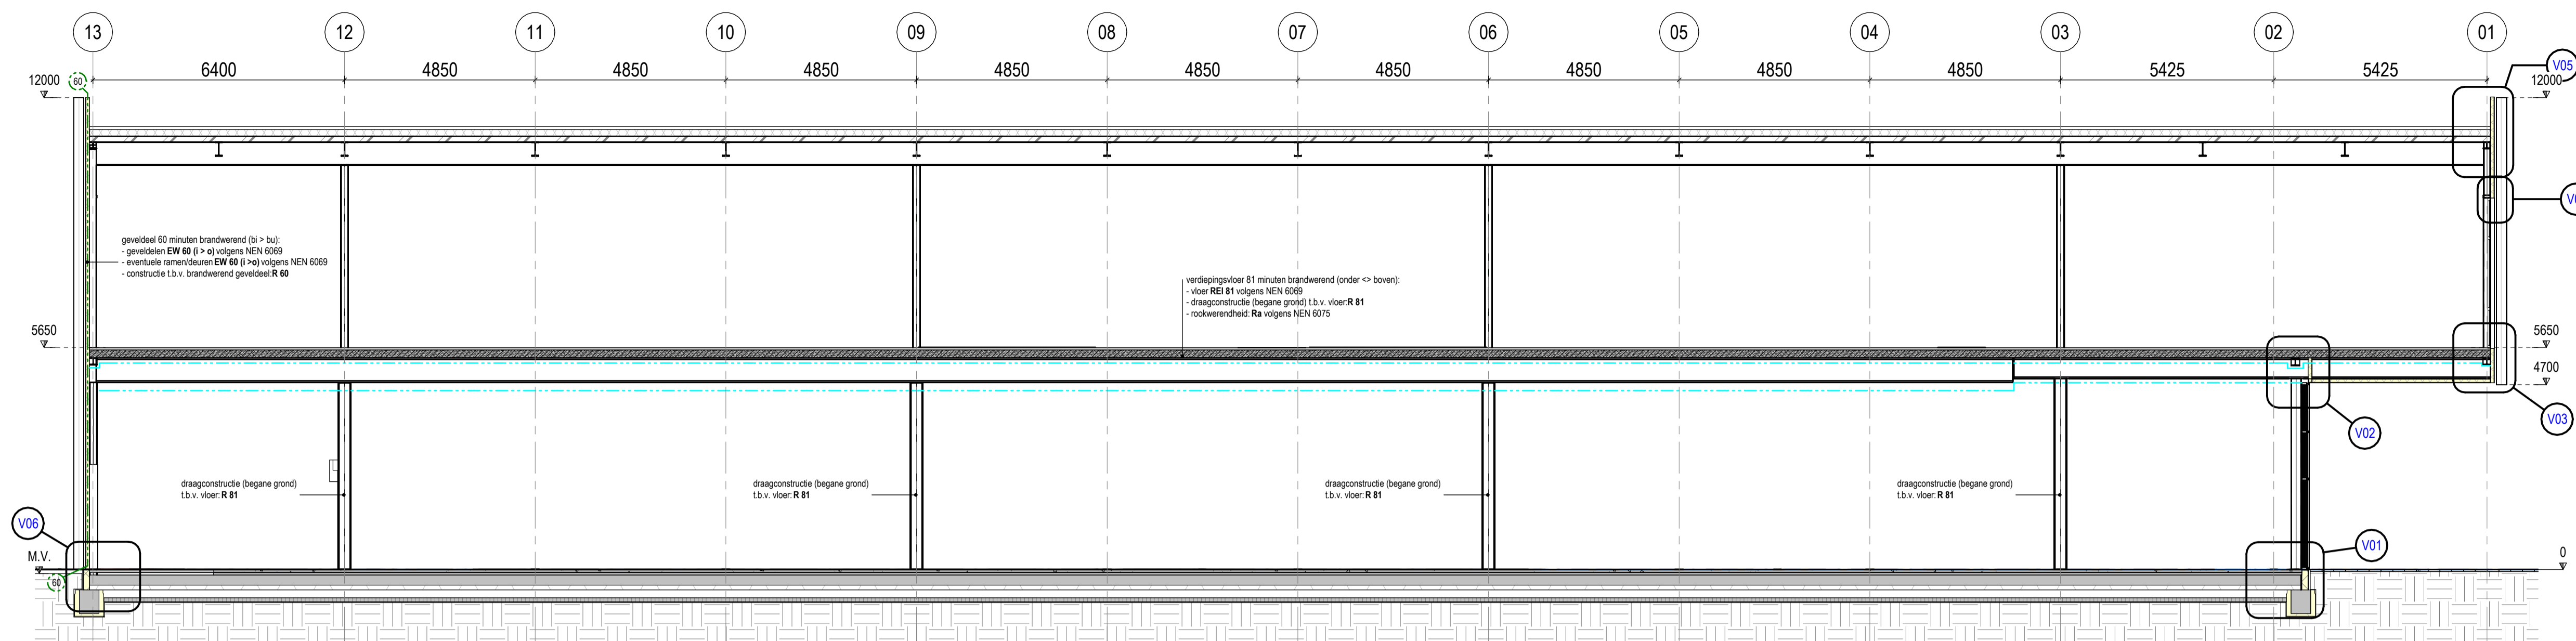 13 12 11 10 09 08 07 06 05 04 03 02 01
6400 4850 4850 4850 4850 4850 4850 4850 4850 4850 5425 5425
12000 60
V05
12000
geveldeel 60 minuten brandwerend (bi > bu):
- geveldelen EW 60 (i > o) volgens NEN 6069
- eventuele ramen/deuren EW 60 (i >o) volgens NEN 6069
- constructie t.b.v. brandwerend geveldeel: R 60
verdiepingsvloer 81 minuten brandwerend (onder <> boven):
- vloer REI 81 volgens NEN 6069
- draagconstructie (begane grond) t.b.v. vloer: R 81
- rookwerendheid: Ra volgens NEN 6075
5650
5650
4700
V03
V02
draagconstructie (begane grond)
t.b.v. vloer: R 81
draagconstructie (begane grond)
t.b.v. vloer: R 81
draagconstructie (begane grond)
t.b.v. vloer: R 81
draagconstructie (begane grond)
t.b.v. vloer: R 81
V06
V01
M.V.
0
60